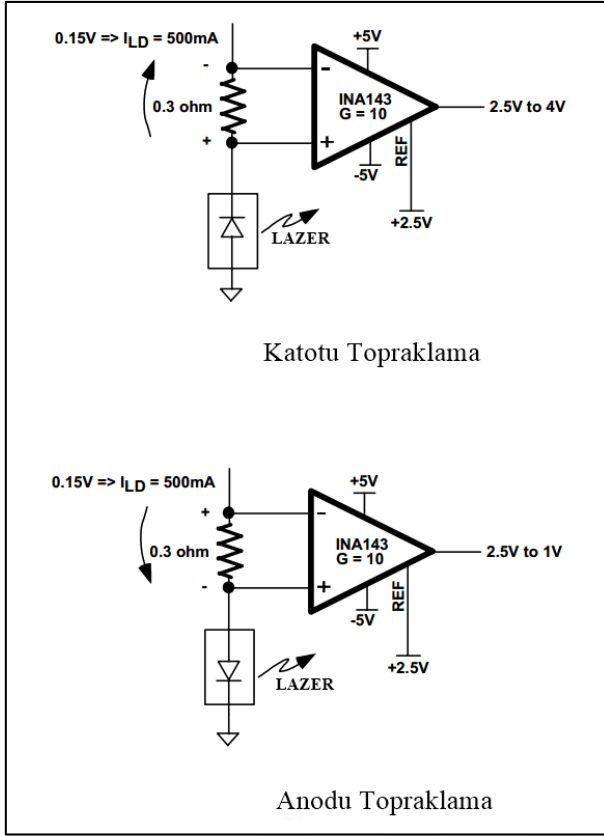 0.15V => ILD = 500mA
+5V
-
-
0.3 ohm
INA143
G = 10
2.5V to 4V
+
+
REF
-5V
+2.5V
LAZER
Katotu Topraklama
0.15V => ILD = 500mA
+5V
+
-
0.3 ohm
INA143
G = 10
2.5V to 1V
-
+
REF
-5V
+2.5V
LAZER
Anodu Topraklama